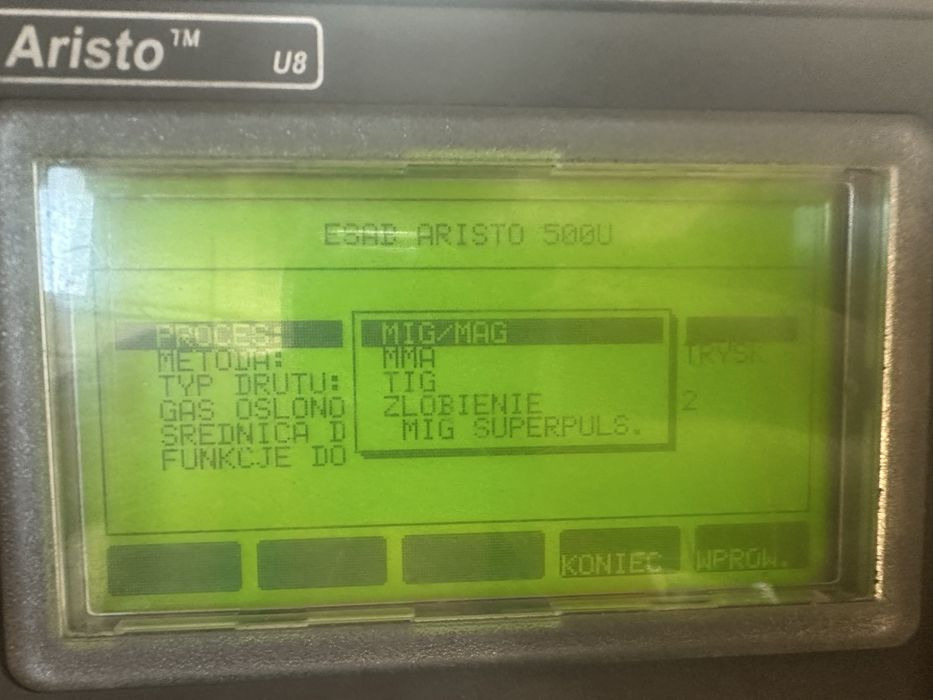 Aristo™ U8
ESAB ARISTO 500U
PROCES:
METODA:
TYP DRUTU:
GAS OSLONO
SREDNICA D
FUNKCJE DO
MIG/MAG
MMA
TIG
ZLOBIENIE
MIG SUPERPULS.
2
KONIEC WPROW.